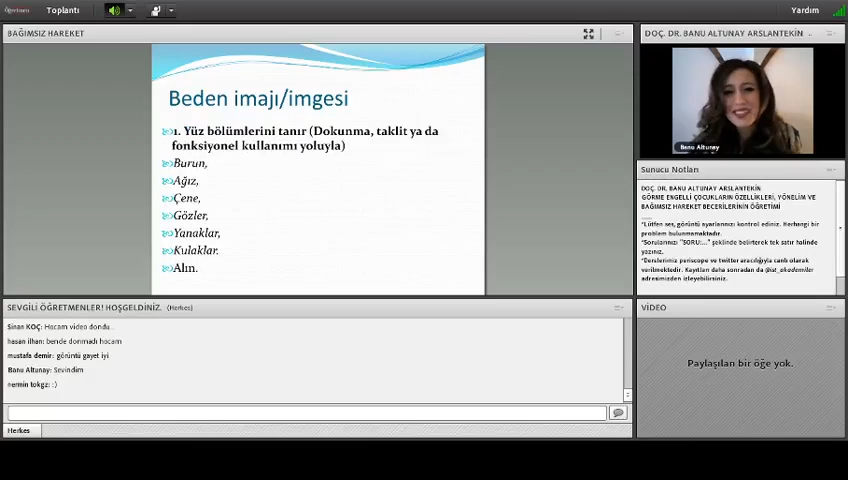 öğretmen Toplantı Yardım
BAĞIMSIZ HAREKET
Beden imajı/imgesi
1. Yüz bölümlerini tanır (Dokunma, taklit ya da
fonksiyonel kullanımı yoluyla)
Burun,
Ağız,
Çene,
Gözler,
Yanaklar,
Kulaklar.
Alın.
DOÇ. DR. BANU ALTUNAY ARSLANTEKİN ..
Banu Altunay
Sunucu Notları
DOÇ. DR. BANU ALTUNAY ARSLANTEKİN
GÖRME ENGELLİ ÇOCUKLARIN ÖZELLİKLERİ, YÖNELİM VE
BAĞIMSIZ HAREKET BECERİLERİNİN ÖĞRETİMİ
.....
*Lütfen ses, görüntü ayarlarınızı kontrol ediniz. Herhangi bir
problem bulunmamaktadır.
*Sorularınızı "SORU:..." şeklinde belirterek tek satır halinde
yazınız.
*Derslerimiz periscope ve twitter aracılığıyla canlı olarak
verilmektedir. Kayıtları daha sonradan da @ist_akademiler
adresimizden izleyebilirsiniz.
SEVGİLİ ÖĞRETMENLER! HOŞGELDİNİZ. (Herkes)
Sinan KOÇ: Hocam video dondu..
hasan ilhan: bende donmadı hocam
mustafa demir: görüntü gayet iyi
Banu Altunay: Sevindim
nermin tokgz: :)
Herkes
VİDEO
Paylaşılan bir öğe yok.